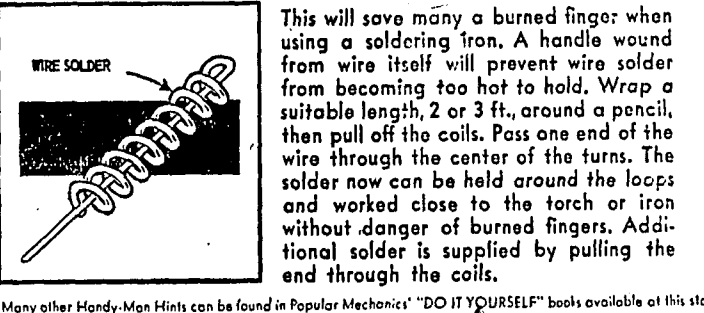 WIRE SOLDER
This will save many a burned finger when
using a soldering iron. A handle wound
from wire itself will prevent wire solder
from becoming too hot to hold. Wrap a
suitable length, 2 or 3 ft., around a pencil,
then pull off the coils. Pass one end of the
wire through the center of the turns. The
solder now can be held around the loops
and worked close to the torch or iron
without danger of burned fingers. Addi-
tional solder is supplied by pulling the
end through the coils.
Many other Handy-Man Hints can be found in Popular Mechanics' "DO IT YOURSELF" books available at this